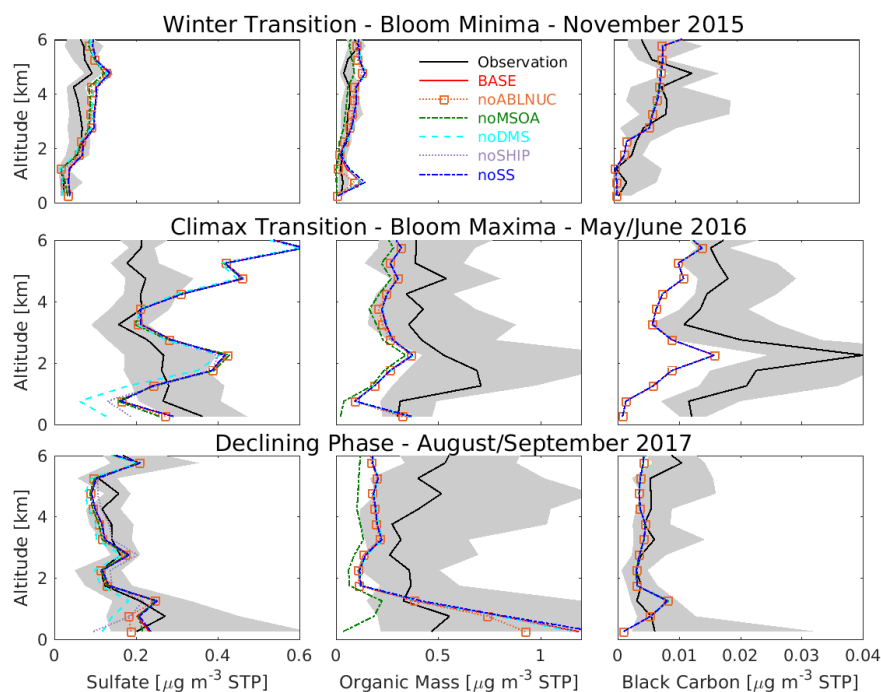 Winter Transition - Bloom Minima - November 2015
6
4
2
0
Altitude [km]
Observation
BASE
noABLNUC
noMSOA
noDMS
noSHIP
noSS
Climax Transition - Bloom Maxima - May/June 2016
6
4
2
0
Altitude [km]
Declining Phase - August/September 2017
6
4
2
0
Altitude [km]
0 0.2 0.4 0.6 0 0.5 1 0 0.01 0.02 0.03 0.04
Sulfate [μg m⁻³ STP] Organic Mass [μg m⁻³ STP] Black Carbon [μg m⁻³ STP]